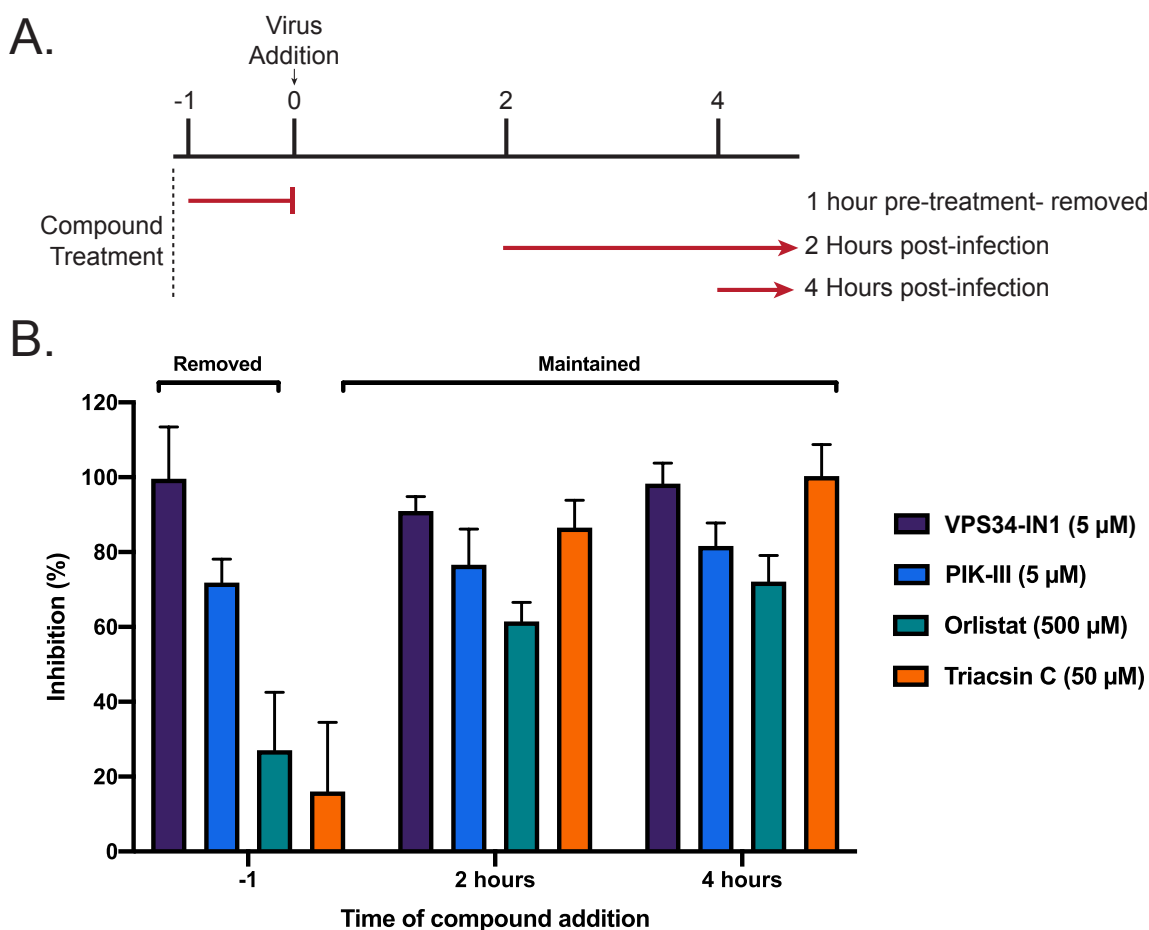 A.
Virus
Addition
-1 0 2 4
Compound
Treatment
1 hour pre-treatment- removed
2 Hours post-infection
4 Hours post-infection
B.
Removed Maintained
120
100
80
60
40
20
0
Inhibition (%)
-1 2 hours 4 hours
Time of compound addition
VPS34-IN1 (5 µM)
PIK-III (5 µM)
Orlistat (500 µM)
Triacsin C (50 µM)